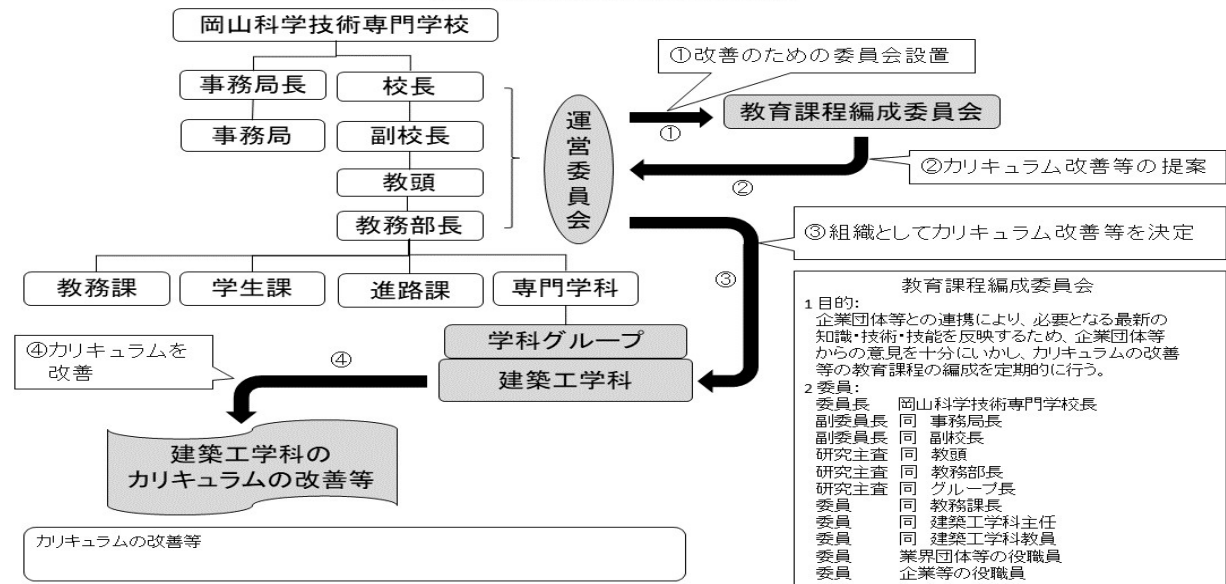 岡山科学技術専門学校
①改善のための委員会設置
事務局長
校長
事務局
副校長
教頭
教務部長
運営委員会
①
教育課程編成委員会
②カリキュラム改善等の提案
②
③組織としてカリキュラム改善等を決定
③
教務課
学生課
進路課
専門学科
学科グループ
建築工学科
④カリキュラムを
改善
④
建築工学科の
カリキュラムの改善等
カリキュラムの改善等
教育課程編成委員会
1 目的:
企業団体等との連携により、必要となる最新の
知識・技術・技能を反映するため、企業団体等
からの意見を十分にいかし、カリキュラムの改善
等の教育課程の編成を定期的に行う。
2 委員:
委員長 岡山科学技術専門学校長
副委員長 同 事務局長
副委員長 同 副校長
研究主査 同 教頭
研究主査 同 教務部長
研究主査 同 グループ長
委員 同 教務課長
委員 同 建築工学科主任
委員 同 建築工学科教員
委員 業界団体等の役職員
委員 企業等の役職員